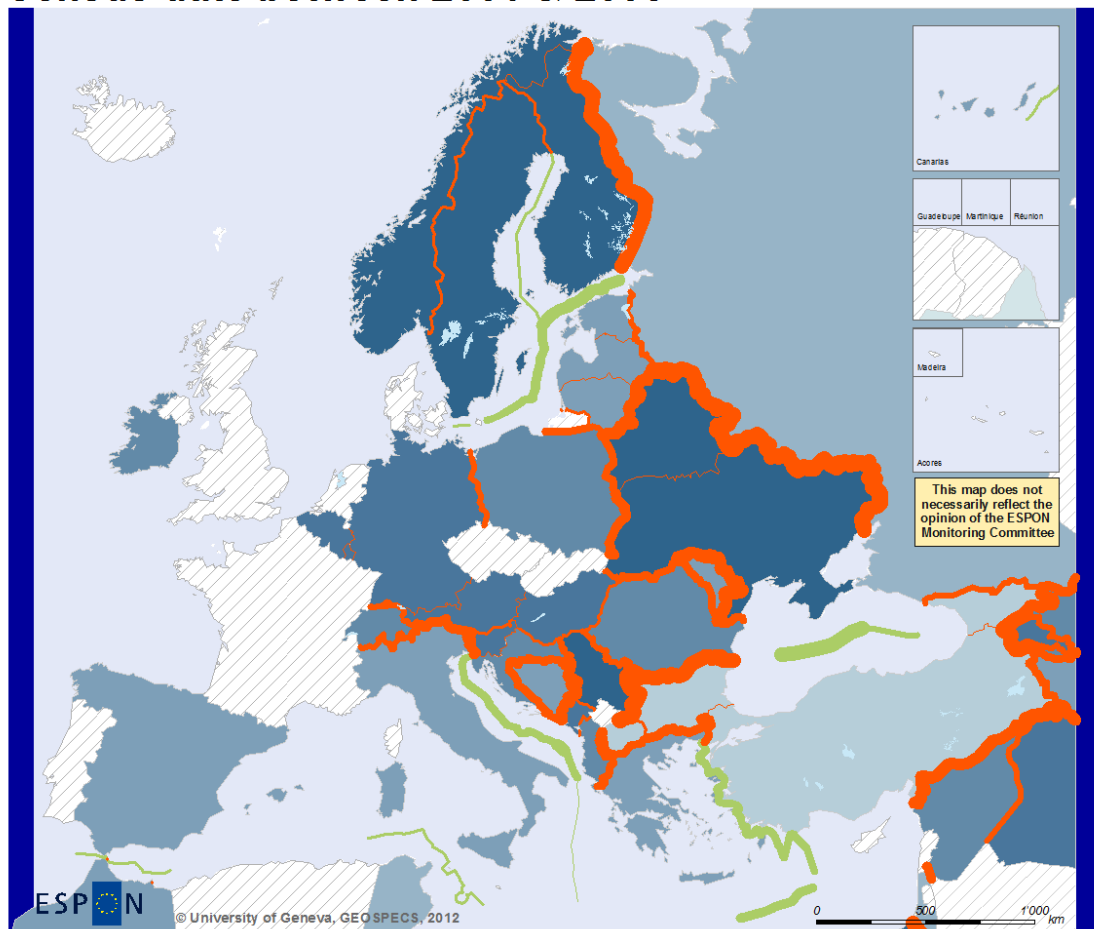 Canarias
Guadeloupe Martinique Réunion
Madeira
Acores
This map does not
necessarily reflect the
opinion of the ESPON
Monitoring Committee
ESPON
© University of Geneva, GEOSPECS, 2012
0 500 1'000
km